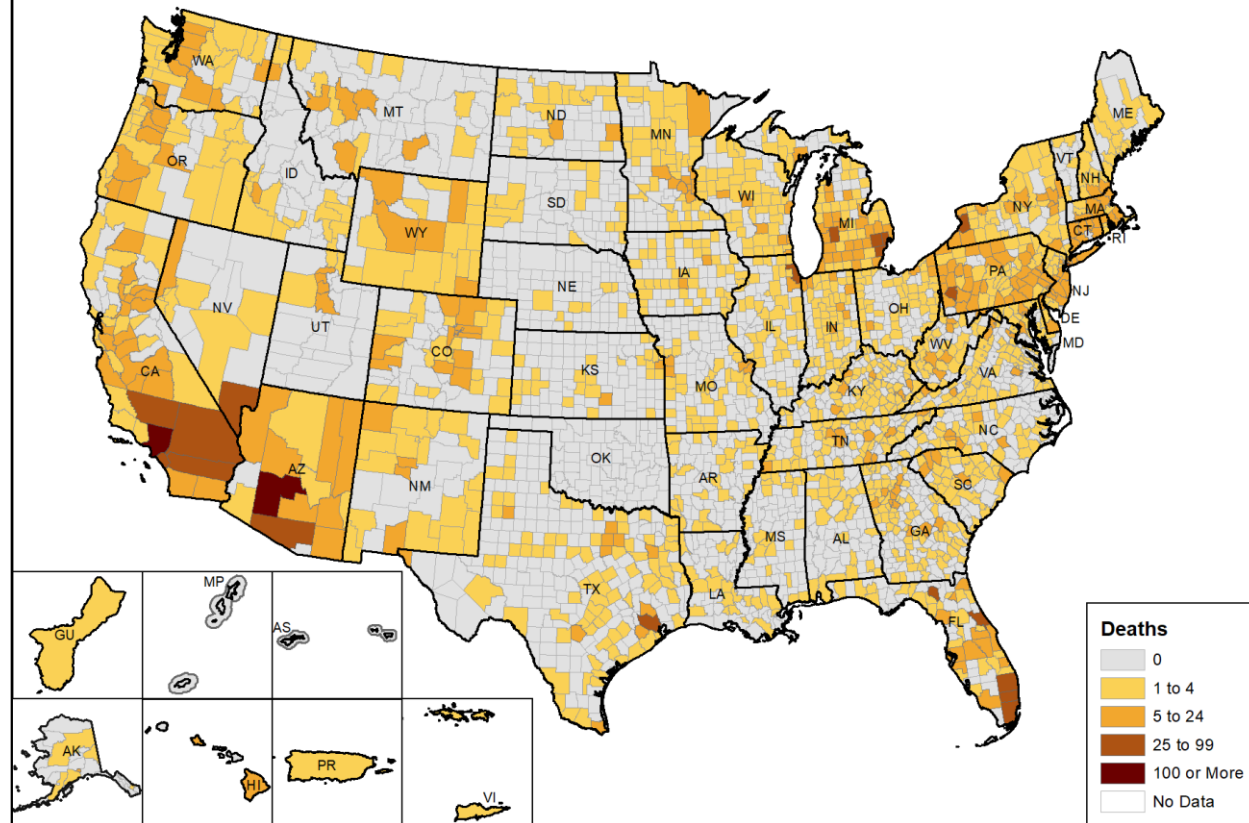 WA
MT
ND
MN
ME
VT
NH
OR
ID
SD
WI
MI
NY
MA
CT
RI
WY
NE
IA
PA
NJ
NV
UT
CO
KS
MO
IL
IN
OH
DE
MD
WV
VA
KY
CA
AZ
NM
OK
AR
TN
NC
SC
MS
AL
GA
TX
LA
FL
GU
MP
AS
AK
HI
PR
VI
Deaths
0
1 to 4
5 to 24
25 to 99
100 or More
No Data